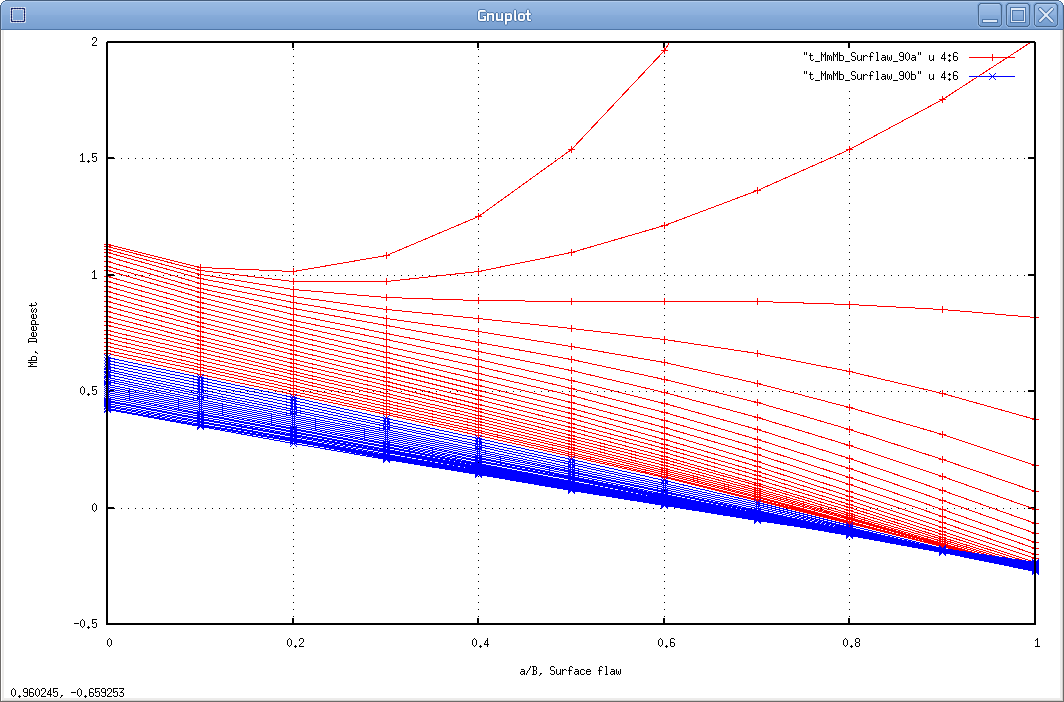 Gnuplot
"t_MmMb_Surflaw_90a" u 4:6
"t_MmMb_Surflaw_90b" u 4:6
2
1.5
1
0.5
0
-0.5
Mb, Deepest
0 0.2 0.4 0.6 0.8 1
a/B, Surface flaw
0.960245, -0.659253